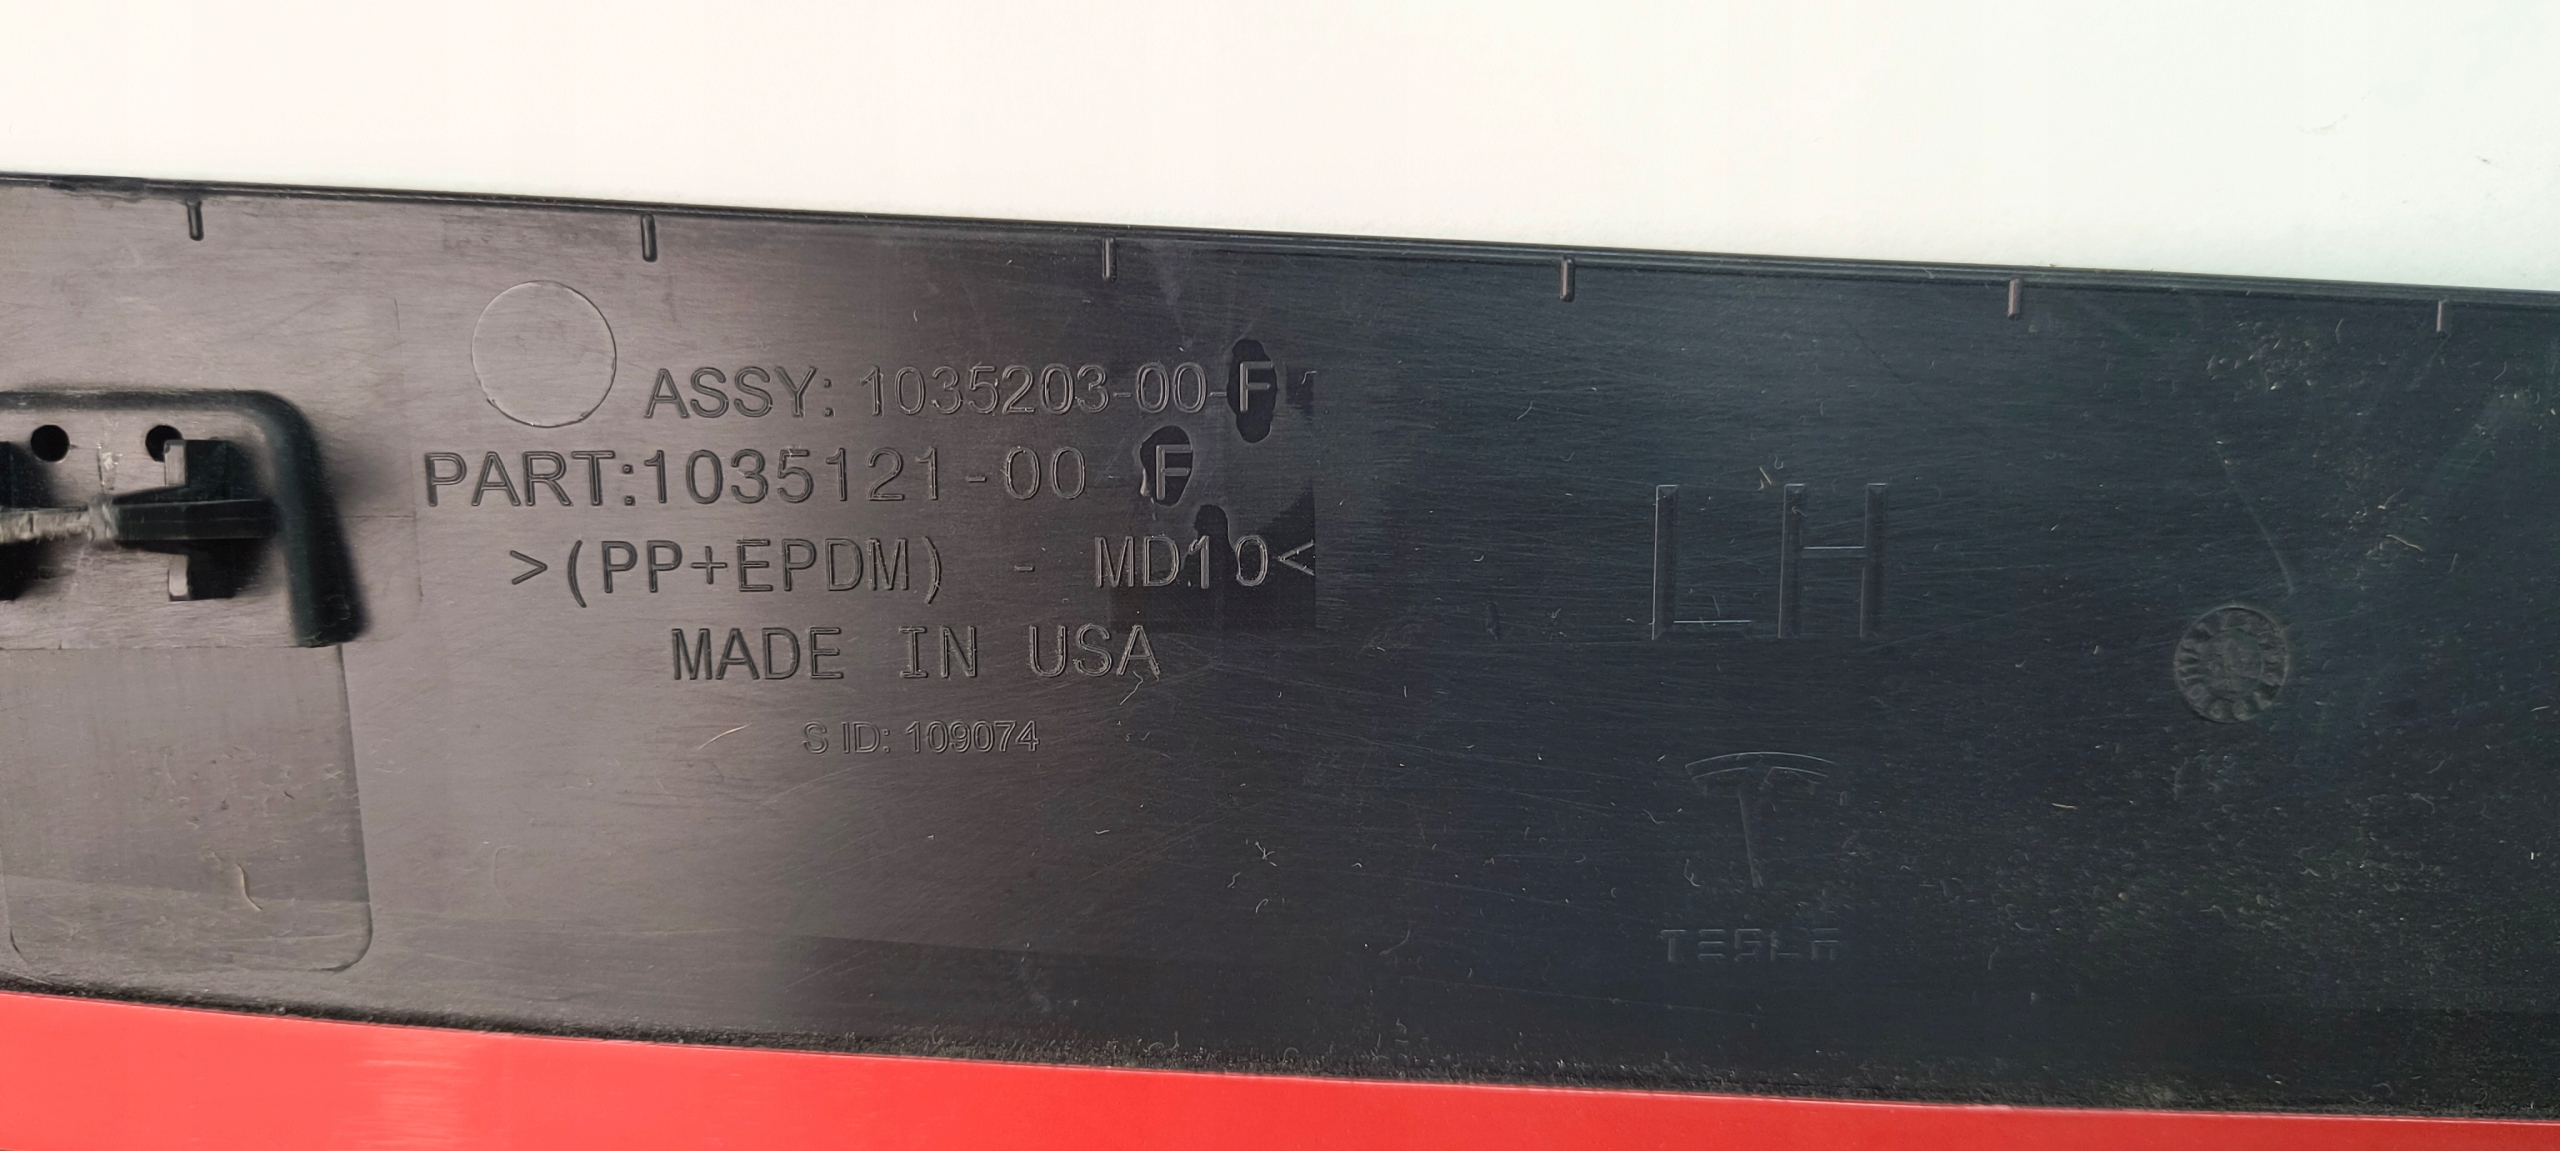 ASSY: 1035203-00-F
PART:1035121-00 F
>(PP+EPDM) - MD10<
MADE IN USA
S ID: 109074
LH
TESLA